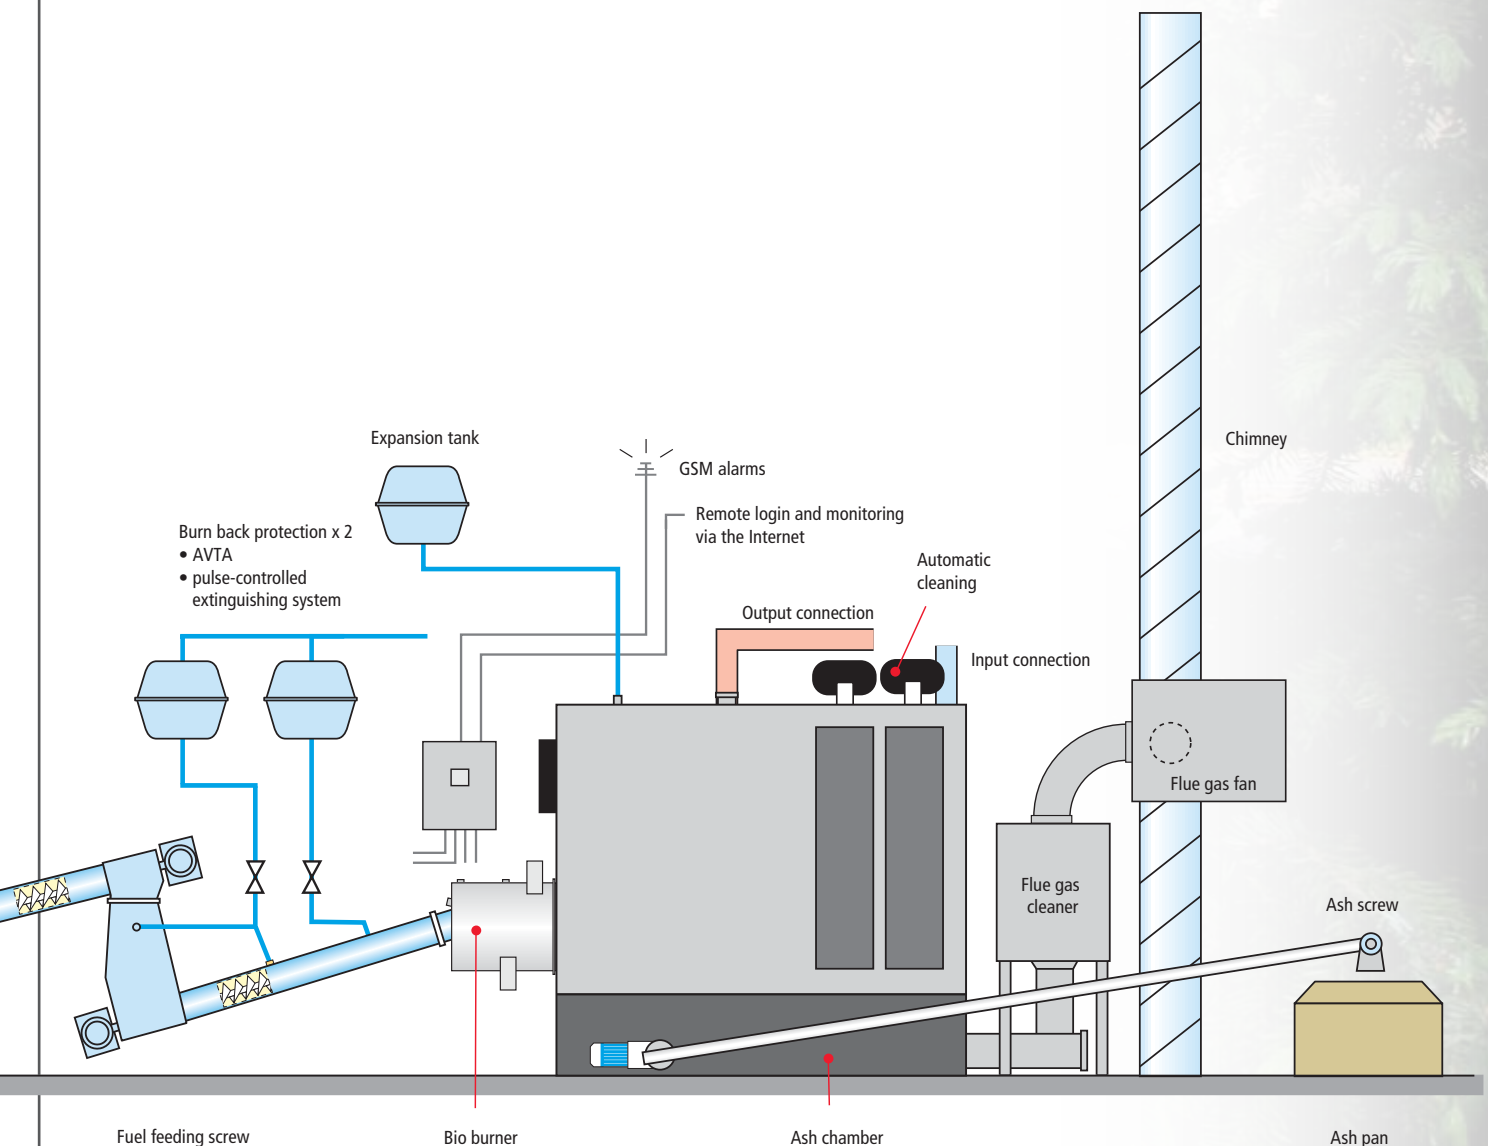 Expansion tank
Chimney
GSM alarms
Remote login and monitoring
via the Internet
Burn back protection x 2
• AVTA
• pulse-controlled
extinguishing system
Automatic
cleaning
Output connection
Input connection
Flue gas fan
Flue gas
cleaner
Ash screw
Fuel feeding screw
Bio burner
Ash chamber
Ash pan